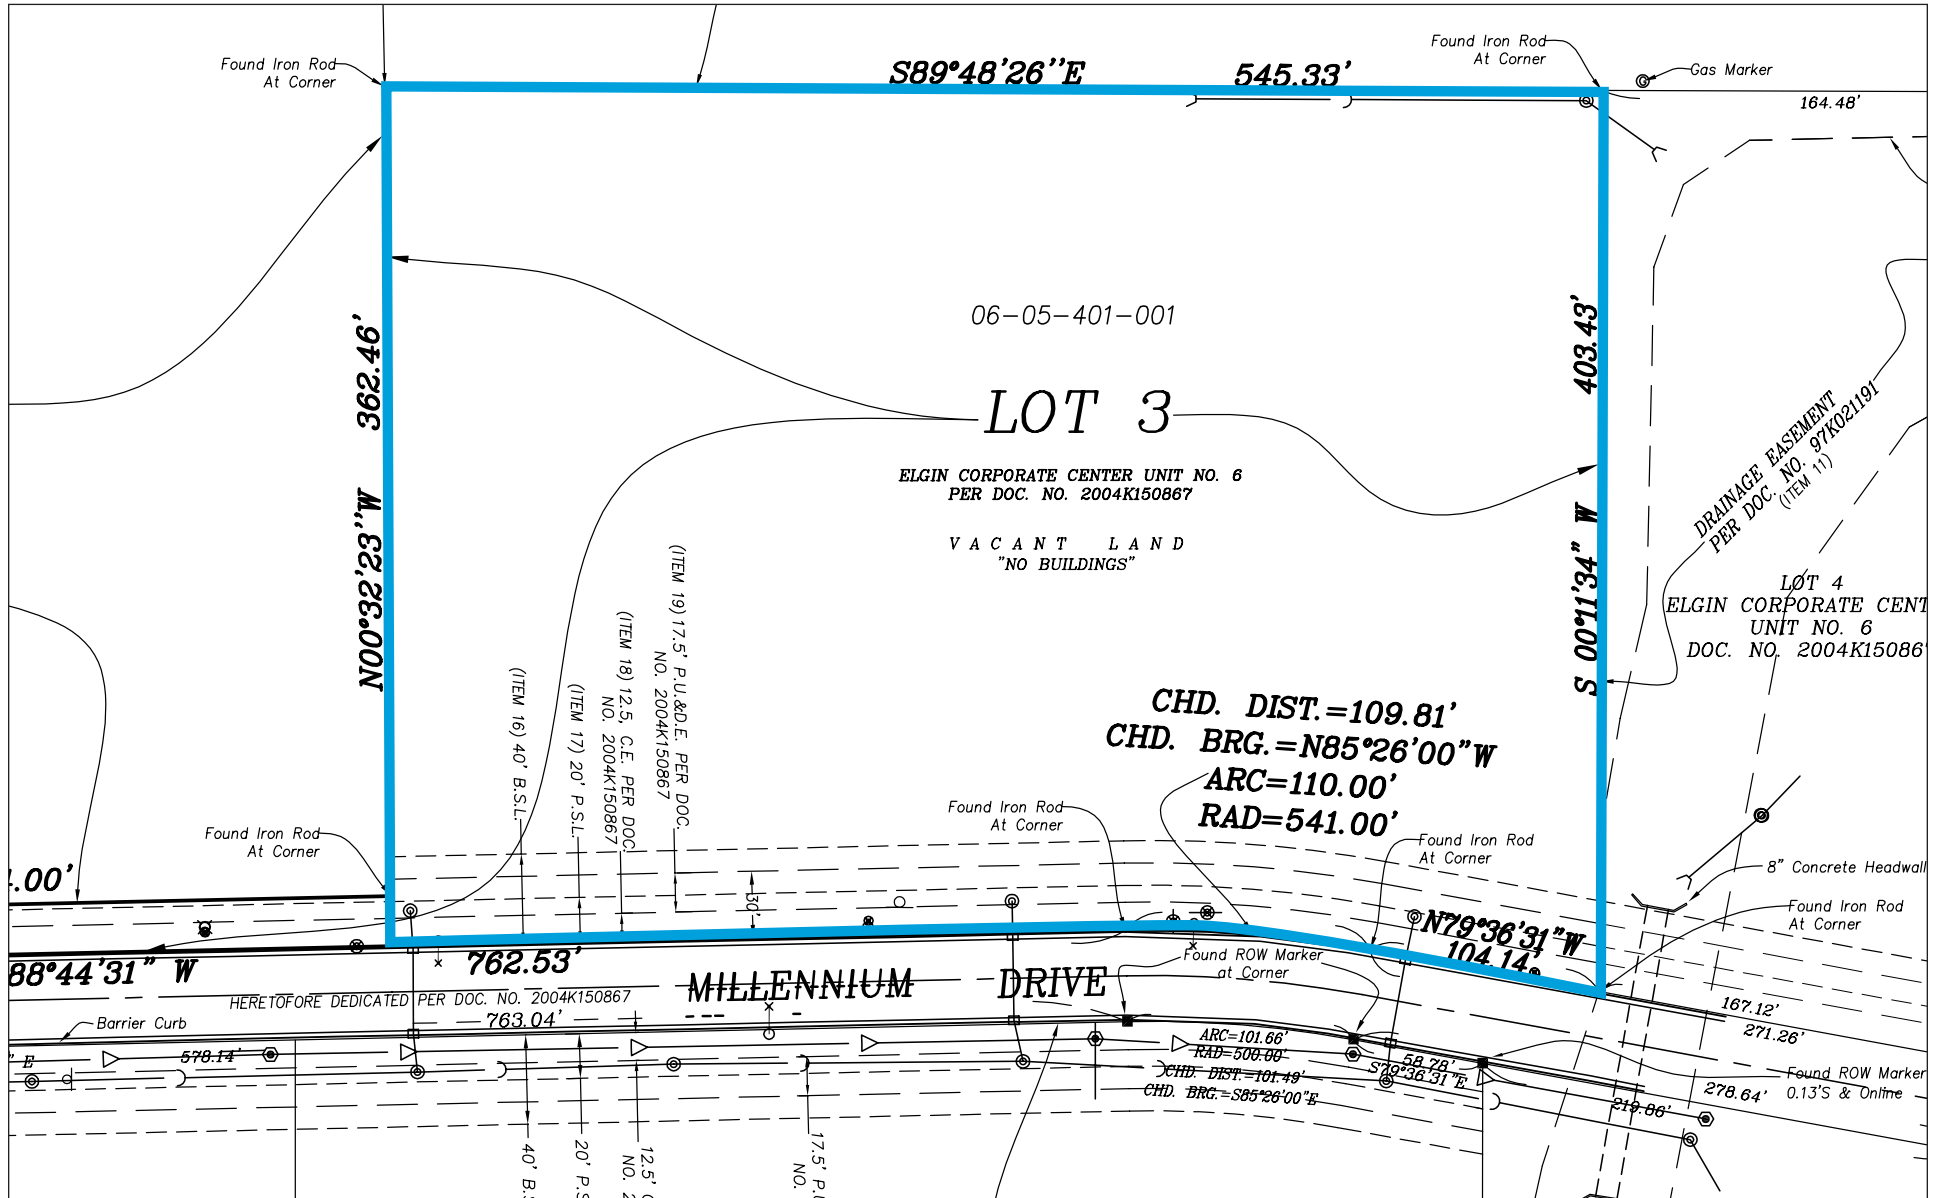 Found Iron Rod
At Corner
S89°48'26''E 545.33'
Found Iron Rod
At Corner
Gas Marker
164.48'
06-05-401-001
N00°32'23''W 362.46'
403.43'
S 00°11'34" W
LOT 3
ELGIN CORPORATE CENTER UNIT NO. 6
PER DOC. NO. 2004K150867
VACANT LAND
"NO BUILDINGS"
DRAINAGE EASEMENT
PER DOC. NO. 97K021191
(ITEM 11)
LOT 4
ELGIN CORPORATE CENT
UNIT NO. 6
DOC. NO. 2004K15086
(ITEM 16) 40' B.S.L.
(ITEM 17) 20' P.S.L.
(ITEM 18) 12.5' C.E. PER DOC.
NO. 2004K150867
(ITEM 19) 17.5' P.U.&D.E. PER DOC.
NO. 2004K150867
30'
CHD. DIST.=109.81'
CHD. BRG.=N85°26'00"W
ARC=110.00'
RAD=541.00'
Found Iron Rod
At Corner
Found Iron Rod
At Corner
Found Iron Rod
At Corner
8" Concrete Headwall
Found Iron Rod
At Corner
.00'
N79°36'31"W
104.14'
88°44'31" W
762.53'
Found ROW Marker
at Corner
MILLENNIUM DRIVE
HERETOFORE DEDICATED PER DOC. NO. 2004K150867
763.04'
Barrier Curb
" E
578.14'
167.12'
271.26'
ARC=101.66'
RAD=500.00'
CHD. DIST.=101.49'
CHD. BRG.=S85°26'00"E
58.78'
S79°36'31"E
Found ROW Marker
0.13'S & Online
278.64'
219.86'
40' B.S
20' P.S
12.5' C
NO. 2
17.5' P.U
NO.